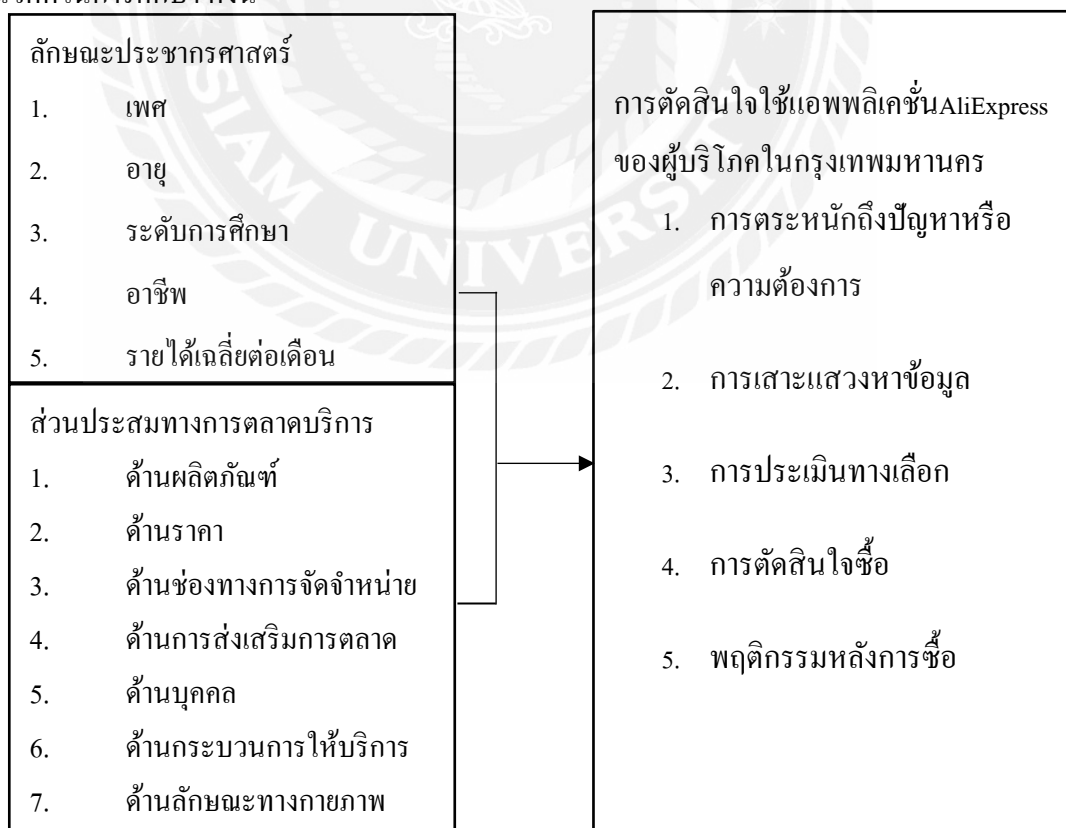 ลักษณะประชากรศาสตร์
1. เพศ
2. อายุ
3. ระดับการศึกษา
4. อาชีพ
5. รายได้เฉลี่ยต่อเดือน
ส่วนประสมทางการตลาดบริการ
1. ด้านผลิตภัณฑ์
2. ด้านราคา
3. ด้านช่องทางการจัดจำหน่าย
4. ด้านการส่งเสริมการตลาด
5. ด้านบุคคล
6. ด้านกระบวนการให้บริการ
7. ด้านลักษณะทางกายภาพ
การตัดสินใจใช้แอพพลิเคชั่นAliExpress
ของผู้บริโภคในกรุงเทพมหานคร
1. การตระหนักถึงปัญหาหรือ
ความต้องการ
2. การเสาะแสวงหาข้อมูล
3. การประเมินทางเลือก
4. การตัดสินใจซื้อ
5. พฤติกรรมหลังการซื้อ
SIAM UNIVERSIT